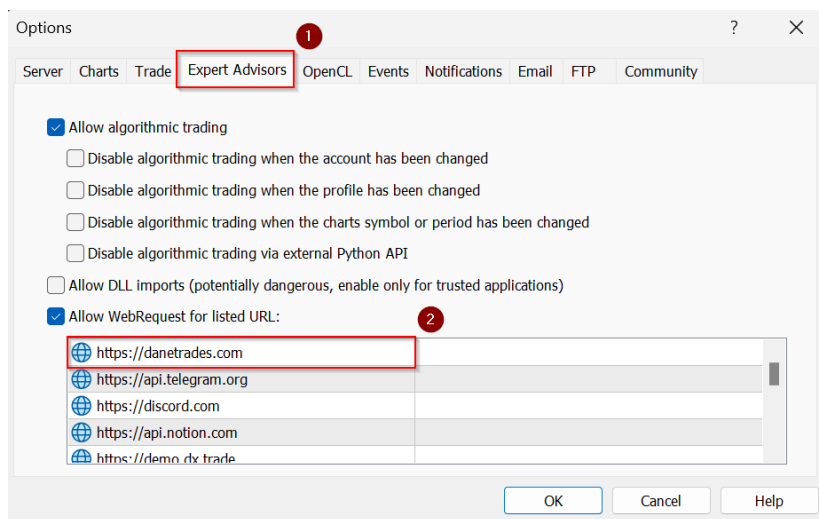 Options ? X
1
Server Charts Trade Expert Advisors OpenCL Events Notifications Email FTP Community
Allow algorithmic trading
Disable algorithmic trading when the account has been changed
Disable algorithmic trading when the profile has been changed
Disable algorithmic trading when the charts symbol or period has been changed
Disable algorithmic trading via external Python API
Allow DLL imports (potentially dangerous, enable only for trusted applications)
Allow WebRequest for listed URL:
2
https://danetrades.com
https://api.telegram.org
https://discord.com
https://api.notion.com
https://demo.dx.trade
OK Cancel Help